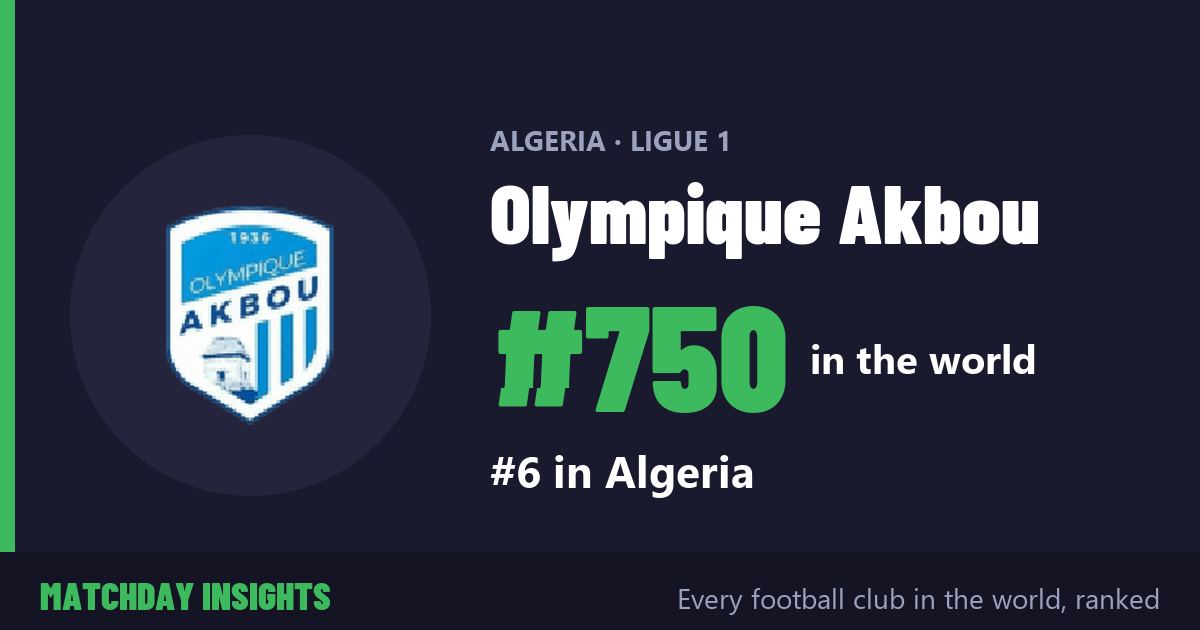 ALGERIA · LIGUE 1
Olympique Akbou
1936
OLYMPIQUE
AKBOU
#750 in the world
#6 in Algeria
MATCHDAY INSIGHTS
Every football club in the world, ranked